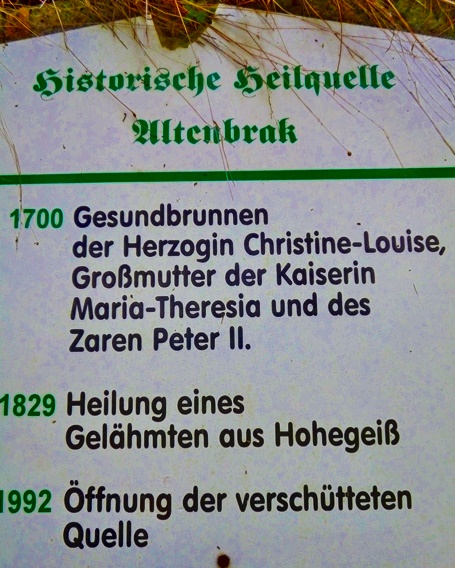 Historische Heilquelle
Altenbrak
1700 Gesundbrunnen
der Herzogin Christine-Louise,
Großmutter der Kaiserin
Maria-Theresia und des
Zaren Peter II.
1829 Heilung eines
Gelähmten aus Hohegeiß
1992 Öffnung der verschütteten
Quelle